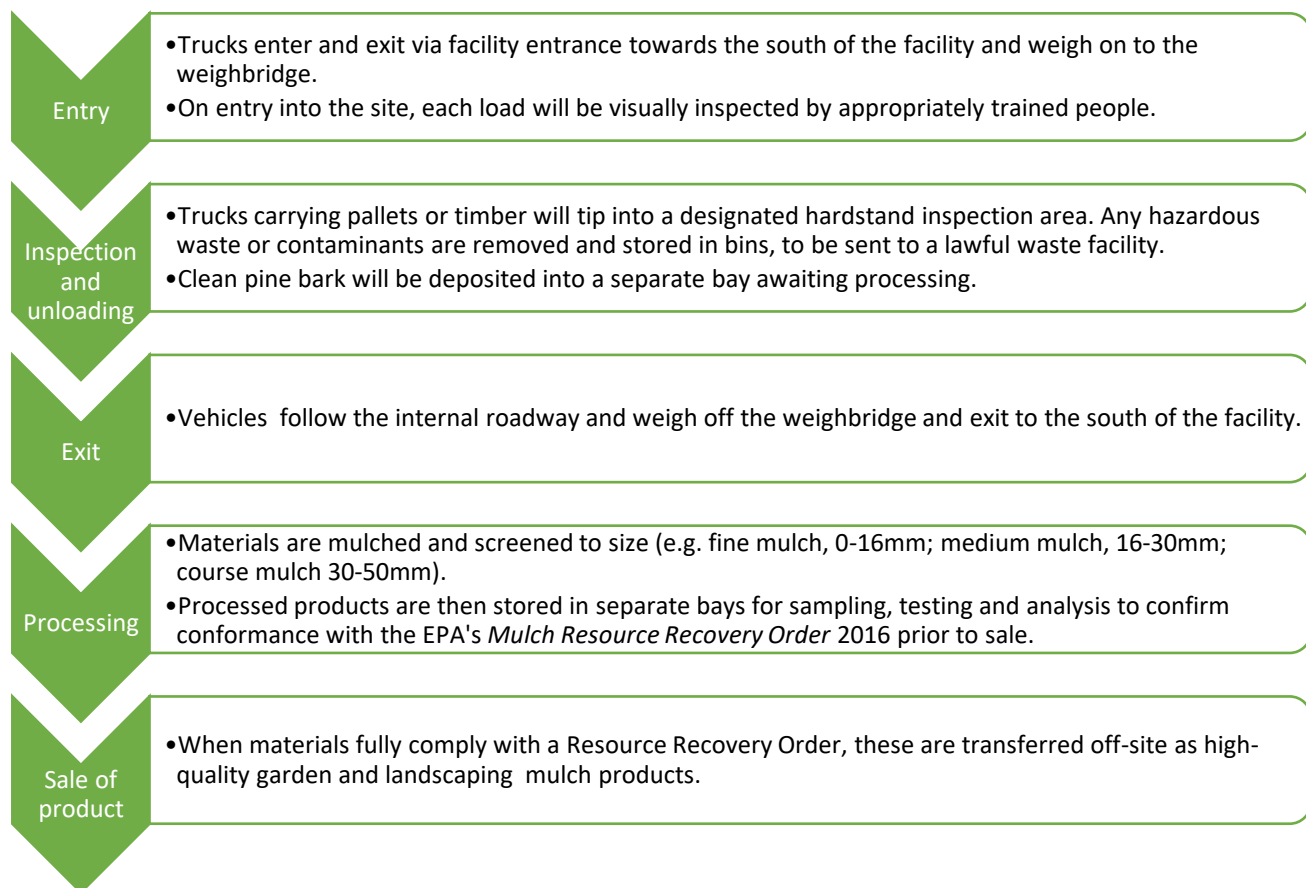 Entry
•Trucks enter and exit via facility entrance towards the south of the facility and weigh on to the
weighbridge.
•On entry into the site, each load will be visually inspected by appropriately trained people.
Inspection
and
unloading
•Trucks carrying pallets or timber will tip into a designated hardstand inspection area. Any hazardous
waste or contaminants are removed and stored in bins, to be sent to a lawful waste facility.
•Clean pine bark will be deposited into a separate bay awaiting processing.
Exit
•Vehicles follow the internal roadway and weigh off the weighbridge and exit to the south of the facility.
Processing
•Materials are mulched and screened to size (e.g. fine mulch, 0-16mm; medium mulch, 16-30mm;
course mulch 30-50mm).
•Processed products are then stored in separate bays for sampling, testing and analysis to confirm
conformance with the EPA's Mulch Resource Recovery Order 2016 prior to sale.
Sale of
product
•When materials fully comply with a Resource Recovery Order, these are transferred off-site as high-
quality garden and landscaping mulch products.